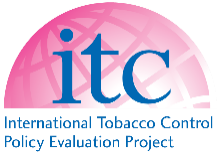 itc
International Tobacco Control
Policy Evaluation Project